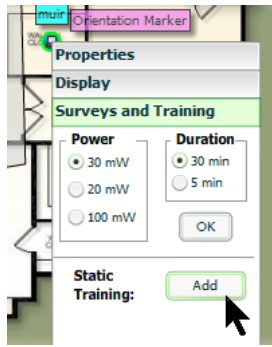 muir
Orientation Marker
Properties
Display
Surveys and Training
Power
30 mW
20 mW
100 mW
Duration
30 min
5 min
OK
Static
Training:
Add